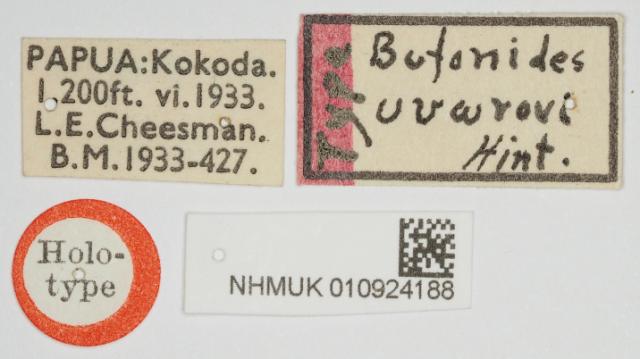 PAPUA:Kokoda.
1,200ft. vi.1933.
L.E.Cheesman.
B.M.1933-427.
Type
Bufonides
uvarovi
Hint.
Holo-
type
NHMUK 010924188